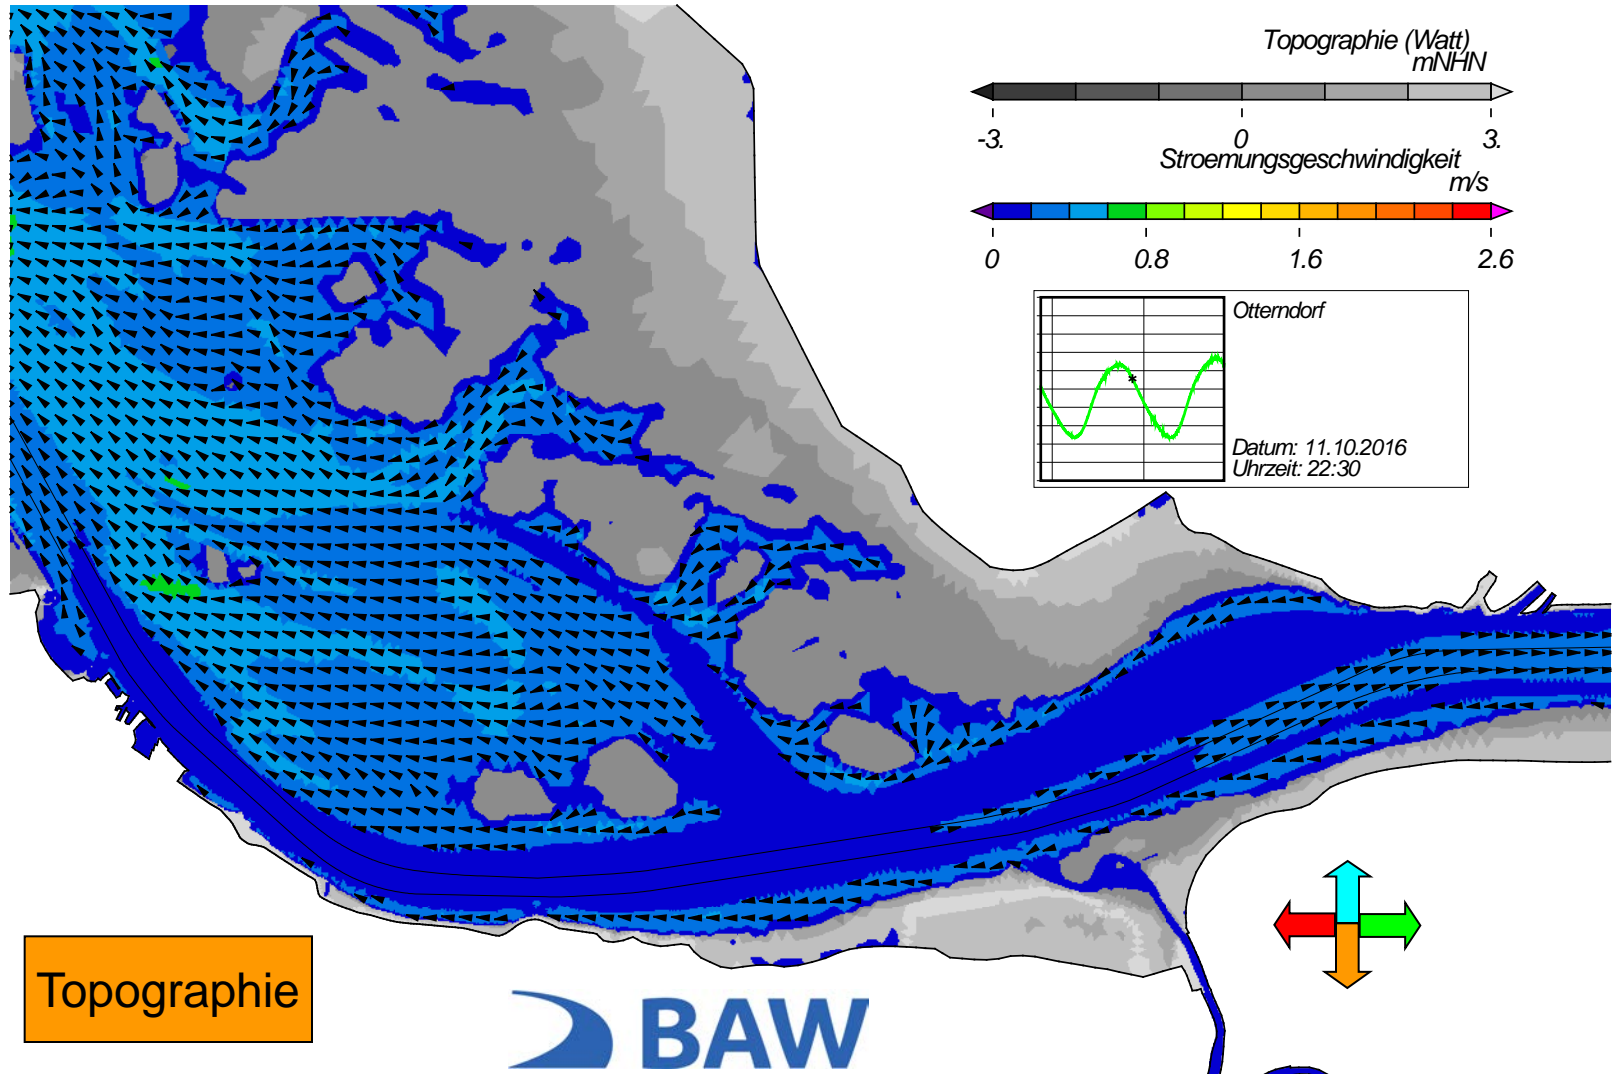 Topographie (Watt)
mNHN
-3. 0 3.
Stroemungsgeschwindigkeit
m/s
0 0.8 1.6 2.6
Otterndorf
Datum: 11.10.2016
Uhrzeit: 22:30
Topographie
BAW